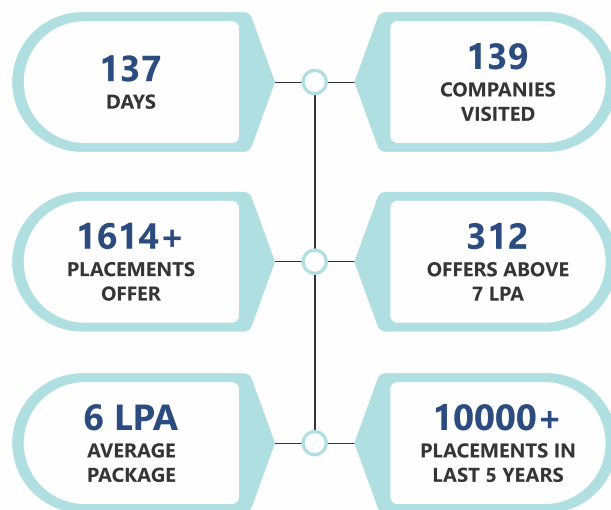 137
DAYS
139
COMPANIES
VISITED
1614+
PLACEMENTS
OFFER
312
OFFERS ABOVE
7 LPA
6 LPA
AVERAGE
PACKAGE
10000+
PLACEMENTS IN
LAST 5 YEARS